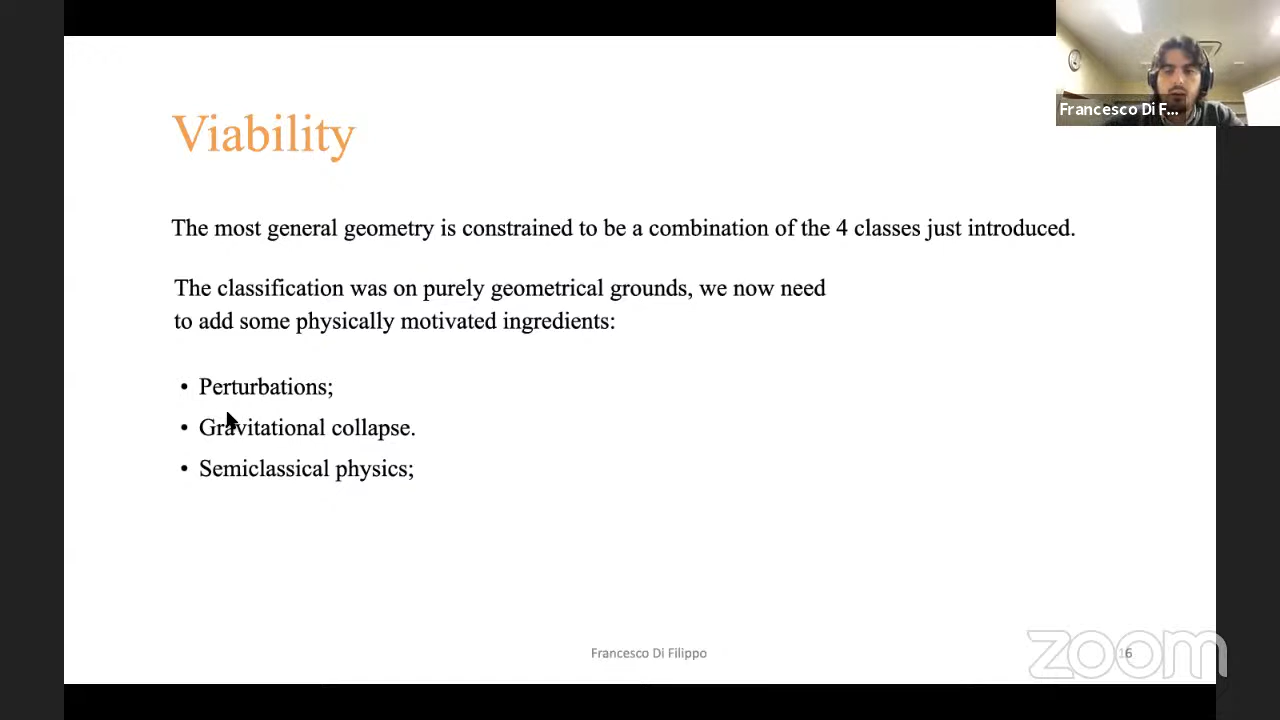 Francesco Di F...
Viability
The most general geometry is constrained to be a combination of the 4 classes just introduced.
The classification was on purely geometrical grounds, we now need
to add some physically motivated ingredients:
• Perturbations;
• Gravitational collapse.
• Semiclassical physics;
Francesco Di Filippo
16
zoom